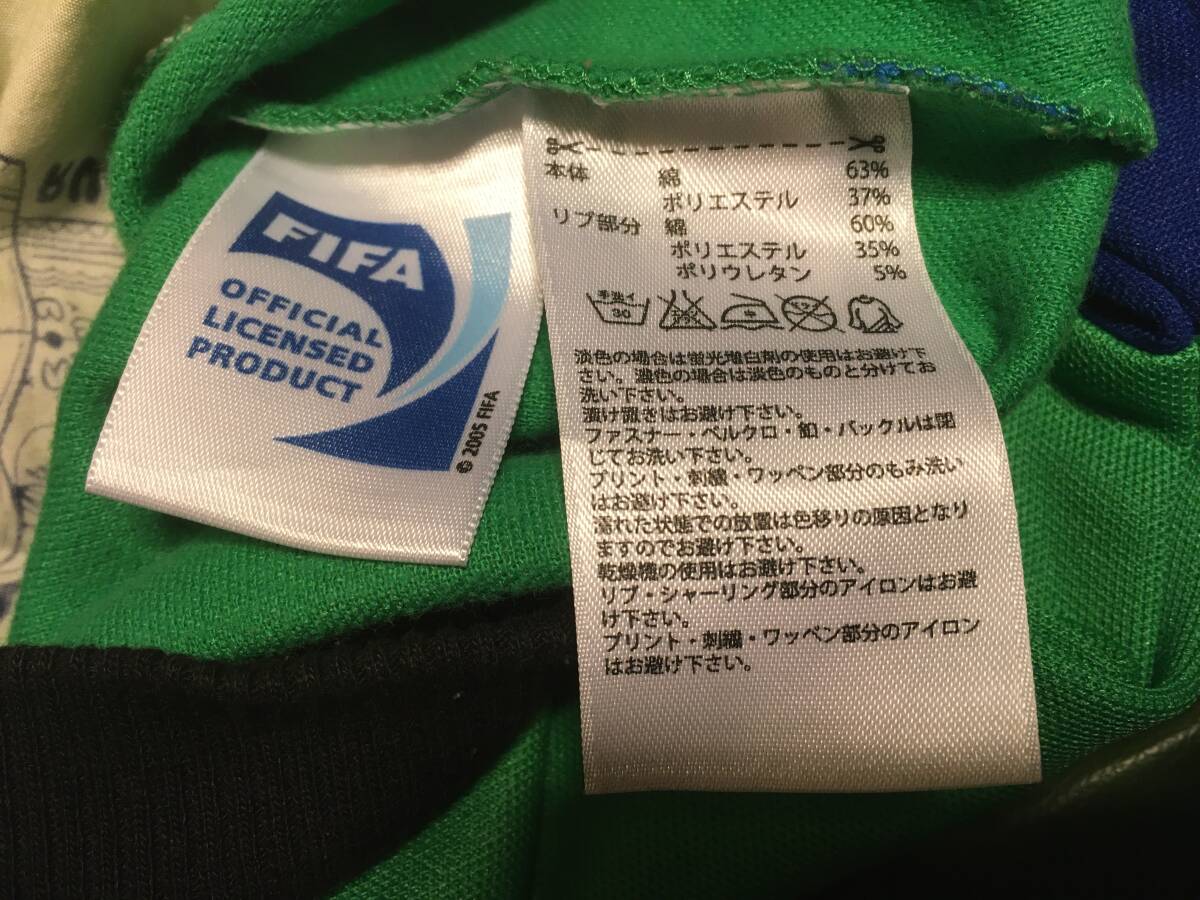 FIFA
OFFICIAL
LICENSED
PRODUCT
© 2005 FIFA
本体 綿 63%
ポリエステル 37%
リブ部分 綿 60%
ポリエステル 35%
ポリウレタン 5%
手洗イ
30
淡色の場合は蛍光増白剤の使用はお避け下
さい。濃色の場合は淡色のものと分けてお
洗い下さい。
漬け置きはお避け下さい。
ファスナー・ベルクロ・釦・バックルは閉
じてお洗い下さい。
プリント・刺繍・ワッペン部分のもみ洗い
はお避け下さい。
濡れた状態での放置は色移りの原因となり
ますのでお避け下さい。
乾燥機の使用はお避け下さい。
リブ・シャーリング部分のアイロンはお避
け下さい。
プリント・刺繍・ワッペン部分のアイロン
はお避け下さい。